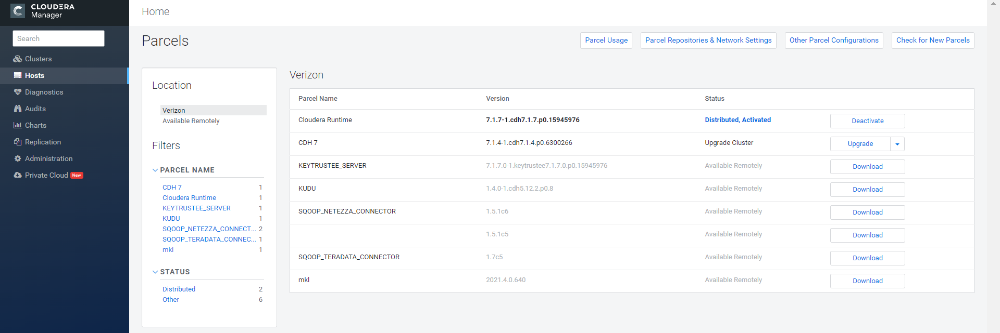 CLOUDERA
Manager
Home
Search
Clusters
Hosts
Diagnostics
Audits
Charts
Replication
Administration
Private Cloud New
Parcels
Parcel Usage
Parcel Repositories & Network Settings
Other Parcel Configurations
Check for New Parcels
Location
Verizon
Available Remotely
Filters
PARCEL NAME
CDH 7 1
Cloudera Runtime 1
KEYTRUSTEE_SERVER 1
KUDU 1
SQOOP_NETEZZA_CONNECT... 2
SQOOP_TERADATA_CONNEC... 1
mkl 1
STATUS
Distributed 2
Other 6
Verizon
Parcel Name Version Status
Cloudera Runtime 7.1.7-1.cdh7.1.7.p0.15945976 Distributed, Activated Deactivate
CDH 7 7.1.4-1.cdh7.1.4.p0.6300266 Upgrade Cluster Upgrade
KEYTRUSTEE_SERVER 7.1.7.0-1.keytrustee7.1.7.0.p0.15945976 Available Remotely Download
KUDU 1.4.0-1.cdh5.12.2.p0.8 Available Remotely Download
SQOOP_NETEZZA_CONNECTOR 1.5.1c6 Available Remotely Download
1.5.1c5 Available Remotely Download
SQOOP_TERADATA_CONNECTOR 1.7c5 Available Remotely Download
mkl 2021.4.0.640 Available Remotely Download